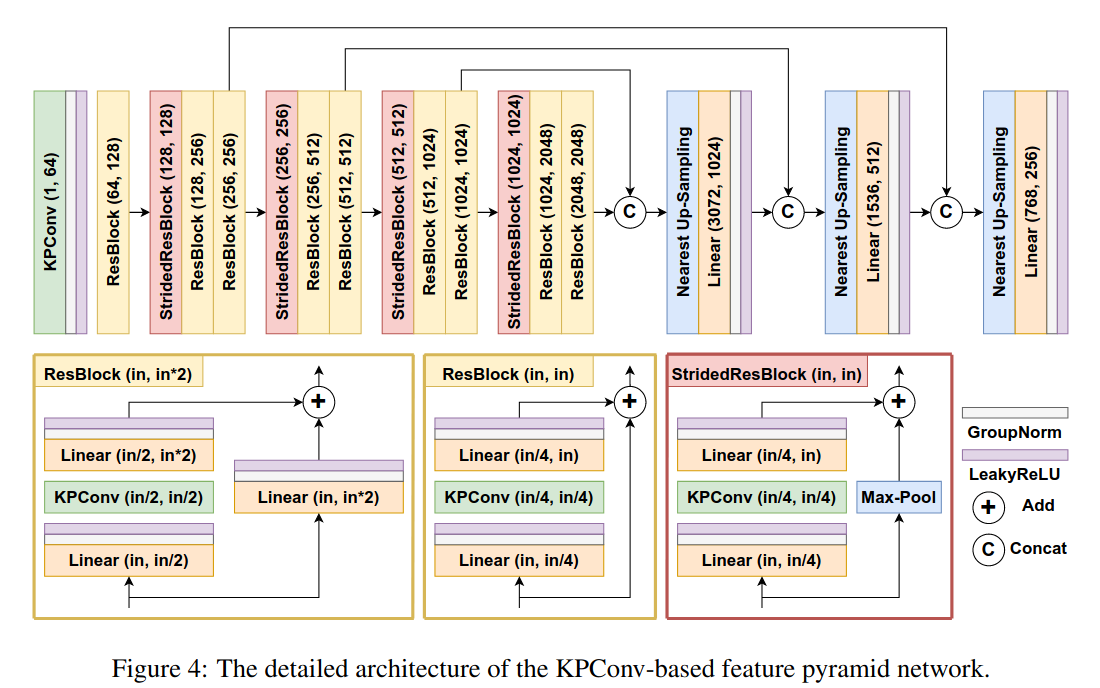 KPConv (1, 64)
ResBlock (64, 128)
StridedResBlock (128, 128)
ResBlock (128, 256)
ResBlock (256, 256)
StridedResBlock (256, 256)
ResBlock (256, 512)
ResBlock (512, 512)
StridedResBlock (512, 512)
ResBlock (512, 1024)
ResBlock (1024, 1024)
StridedResBlock (1024, 1024)
ResBlock (1024, 2048)
ResBlock (2048, 2048)
C
Nearest Up-Sampling
Linear (3072, 1024)
C
Nearest Up-Sampling
Linear (1536, 512)
C
Nearest Up-Sampling
Linear (768, 256)
ResBlock (in, in*2)
+
Linear (in/2, in*2)
KPConv (in/2, in/2)
Linear (in, in*2)
Linear (in, in/2)
ResBlock (in, in)
+
Linear (in/4, in)
KPConv (in/4, in/4)
Linear (in, in/4)
StridedResBlock (in, in)
+
Linear (in/4, in)
KPConv (in/4, in/4)
Max-Pool
Linear (in, in/4)
GroupNorm
LeakyReLU
+ Add
C Concat
Figure 4: The detailed architecture of the KPConv-based feature pyramid network.